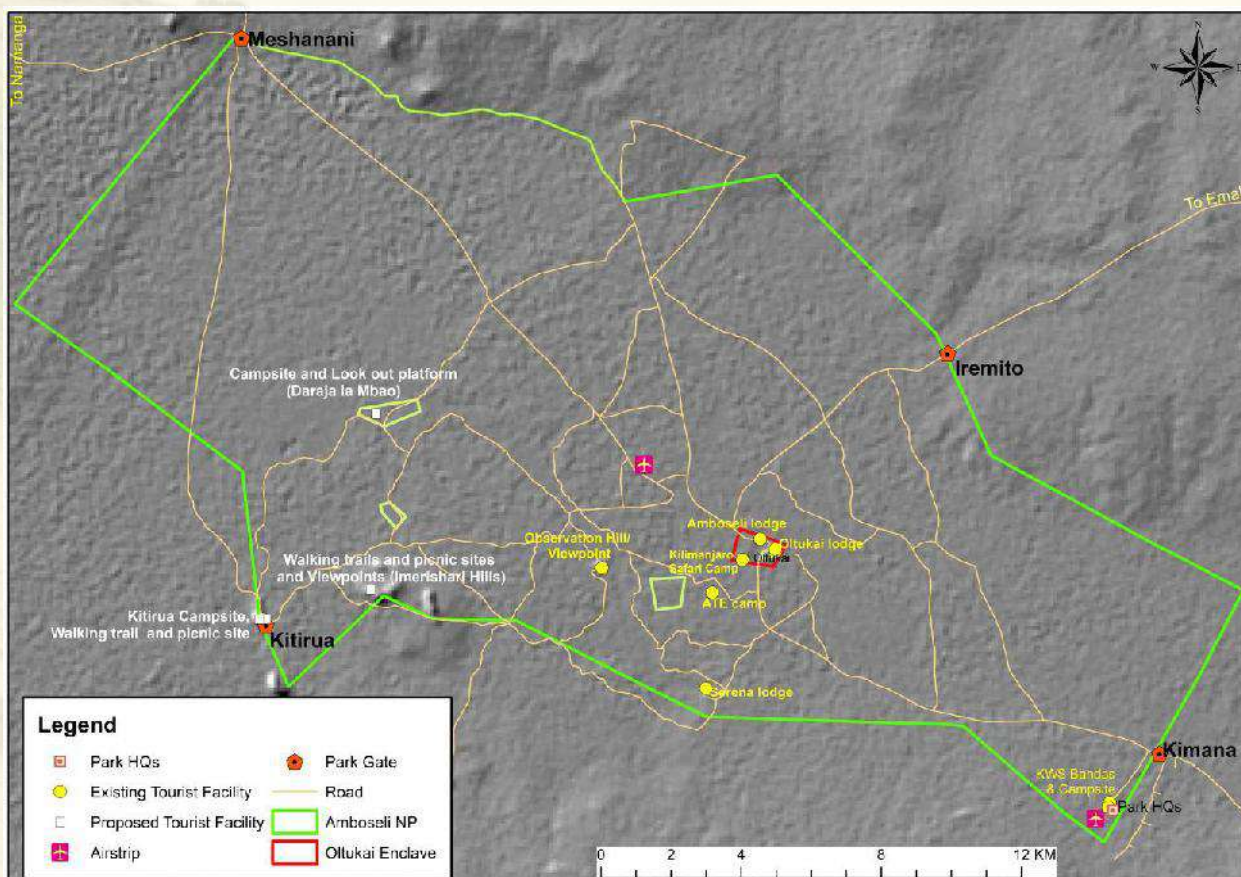 Meshanani
To Namanga
N
W
E
S
To Emal
Iremito
Campsite and Look out platform
(Daraja la Mbao)
Amboseli lodge
Oltukai lodge
Observation Hill/
Viewpoint
Kilimanjaro
Safari Camp
Oltukai
Walking trails and picnic sites
and Viewpoints (Imerishari Hills)
ATE camp
Kitirua Campsite,
Walking trail and picnic site
Kitirua
Serena lodge
Kimana
KWS Bandas
& Campsite
Park HQs
Legend
Park HQs
Park Gate
Existing Tourist Facility
Road
Proposed Tourist Facility
Amboseli NP
Airstrip
Oltukai Enclave
0 2 4 8 12 KM